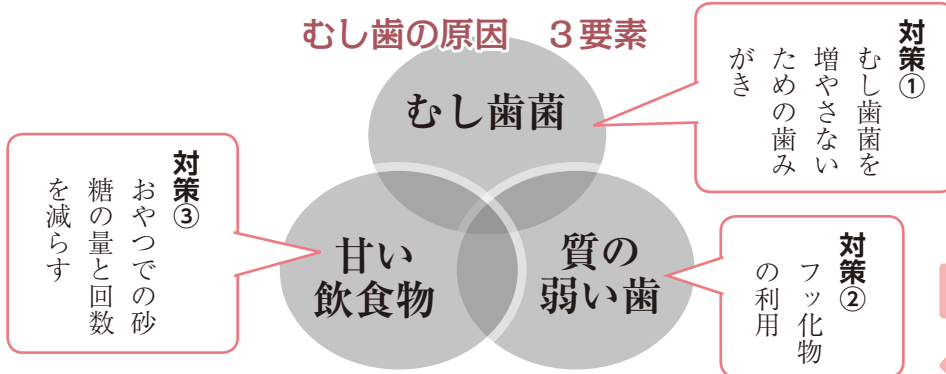 むし歯の原因　3要素
むし歯菌
対策①
むし歯菌を
増やさない
ための歯み
がき
質の
弱い歯
対策②
フッ化物
の利用
甘い
飲食物
対策③
おやつでの砂
糖の量と回数
を減らす